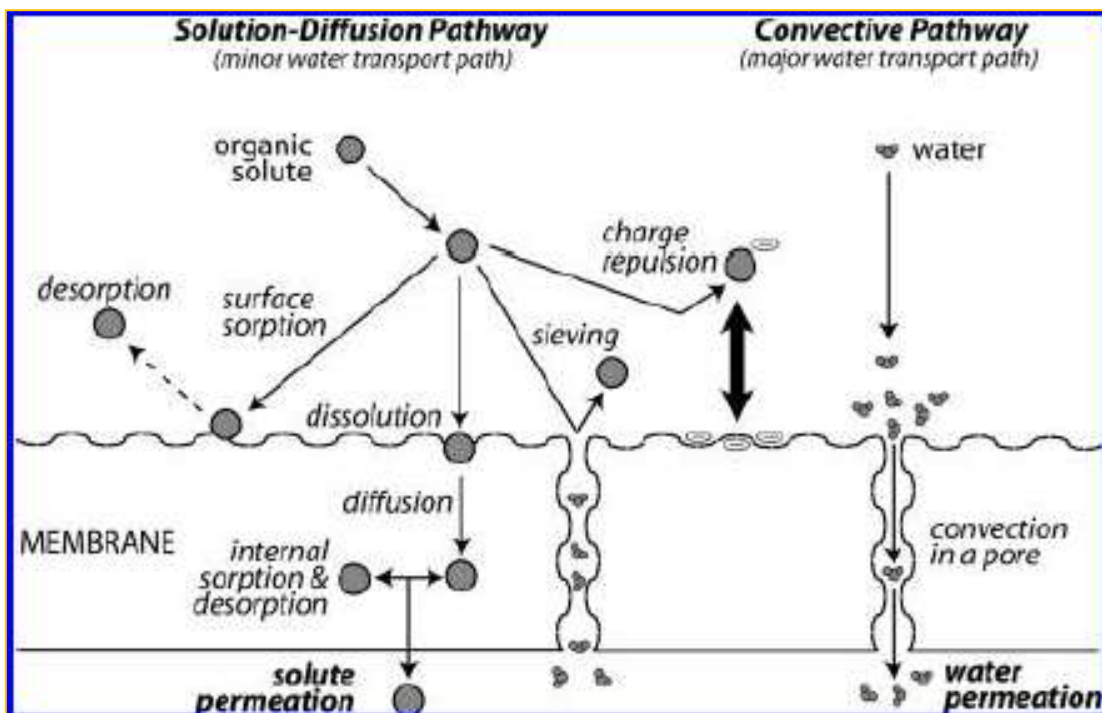 Solution-Diffusion Pathway
(minor water transport path)
Convective Pathway
(major water transport path)
organic
solute
water
charge
repulsion
desorption
surface
sorption
sieving
dissolution
diffusion
MEMBRANE
internal
sorption &
desorption
convection
in a pore
solute
permeation
water
permeation